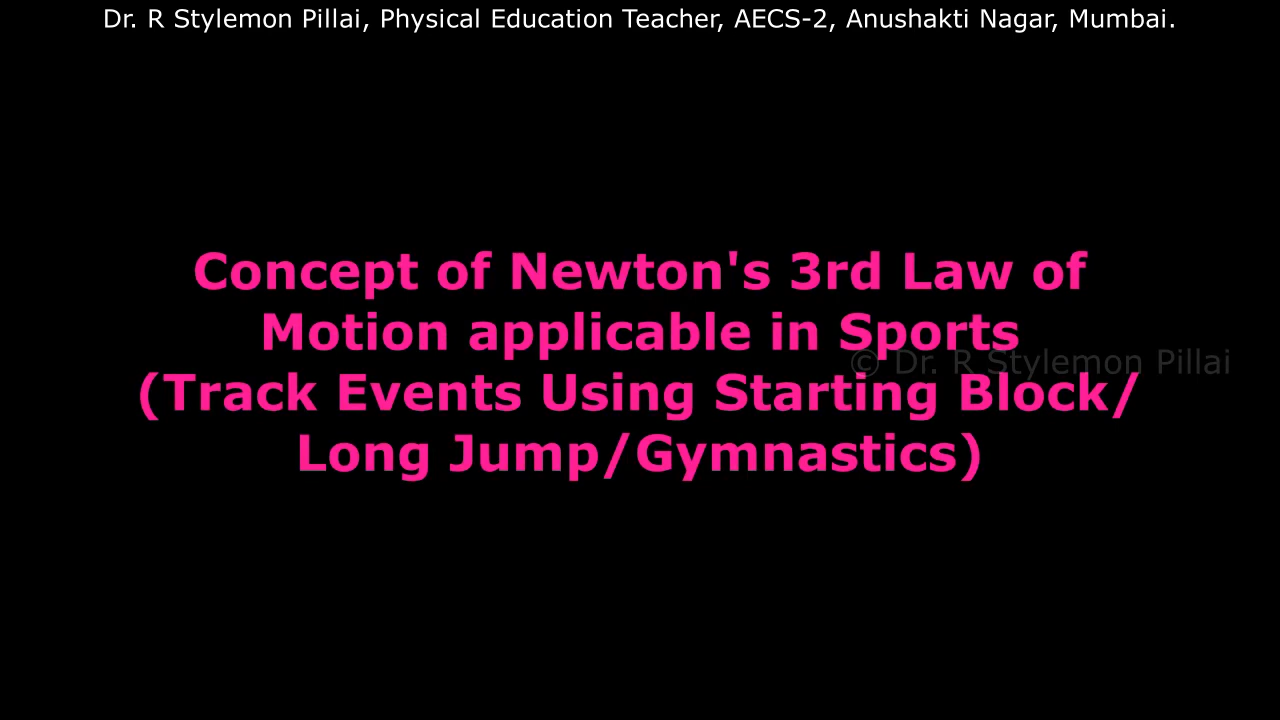 Dr. R Stylemon Pillai, Physical Education Teacher, AECS-2, Anushakti Nagar, Mumbai.
Concept of Newton's 3rd Law of
Motion applicable in Sports
© Dr. R Stylemon Pillai
(Track Events Using Starting Block/
Long Jump/Gymnastics)